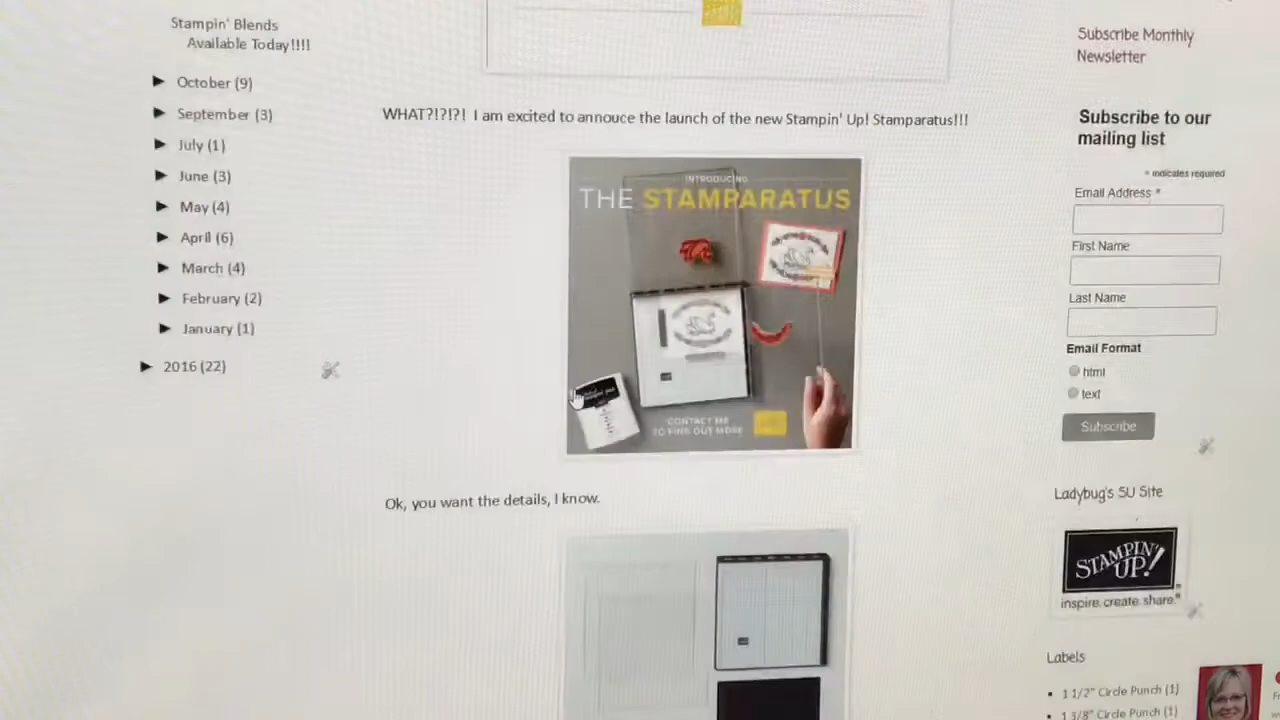 Stampin' Blends
Available Today!!!!
► October (9)
► September (3)
► July (1)
► June (3)
► May (4)
► April (6)
► March (4)
► February (2)
► January (1)
► 2016 (22)
WHAT?!?!?! I am excited to annouce the launch of the new Stampin' Up! Stamparatus!!!
INTRODUCING
THE STAMPARATUS
CONTACT ME
TO FIND OUT MORE
Ok, you want the details, I know.
Subscribe Monthly
Newsletter
Subscribe to our
mailing list
* indicates required
Email Address *
First Name
Last Name
Email Format
html
text
Subscribe
Ladybug's SU Site
STAMPIN'
UP!
inspire. create. share.®
Labels
1 1/2" Circle Punch (1)
1 3/8" Circle Punch (1)